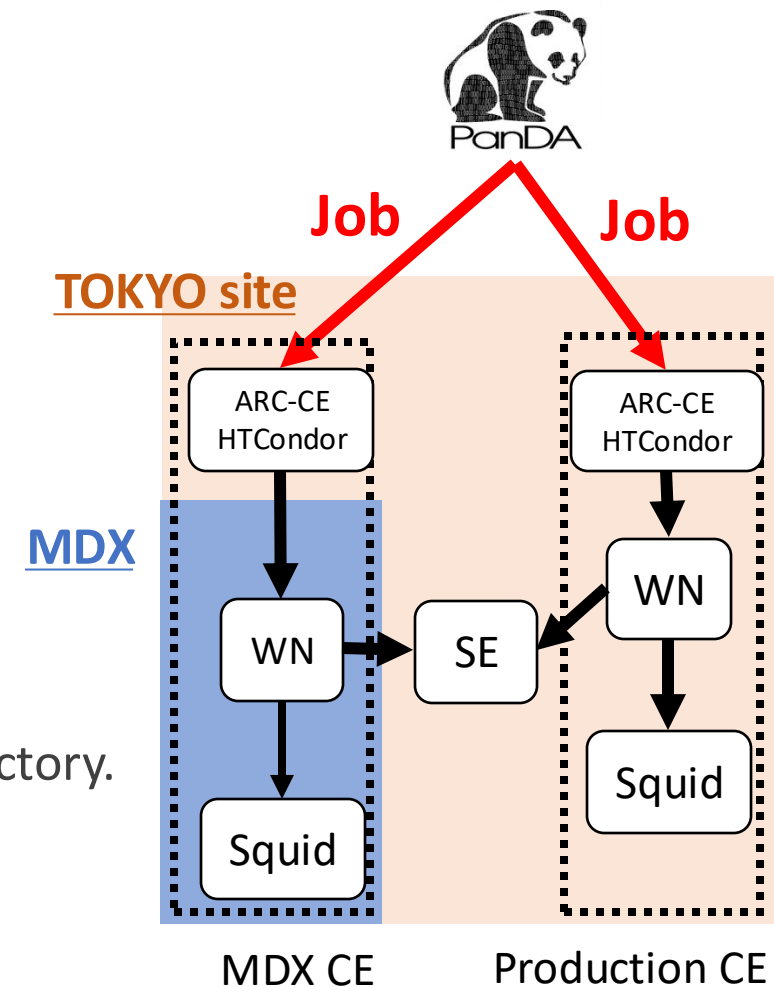 PanDA
Job
Job
TOKYO site
ARC-CE
HTCondor
ARC-CE
HTCondor
MDX
WN
SE
WN
ctory.
Squid
Squid
MDX CE
Production CE